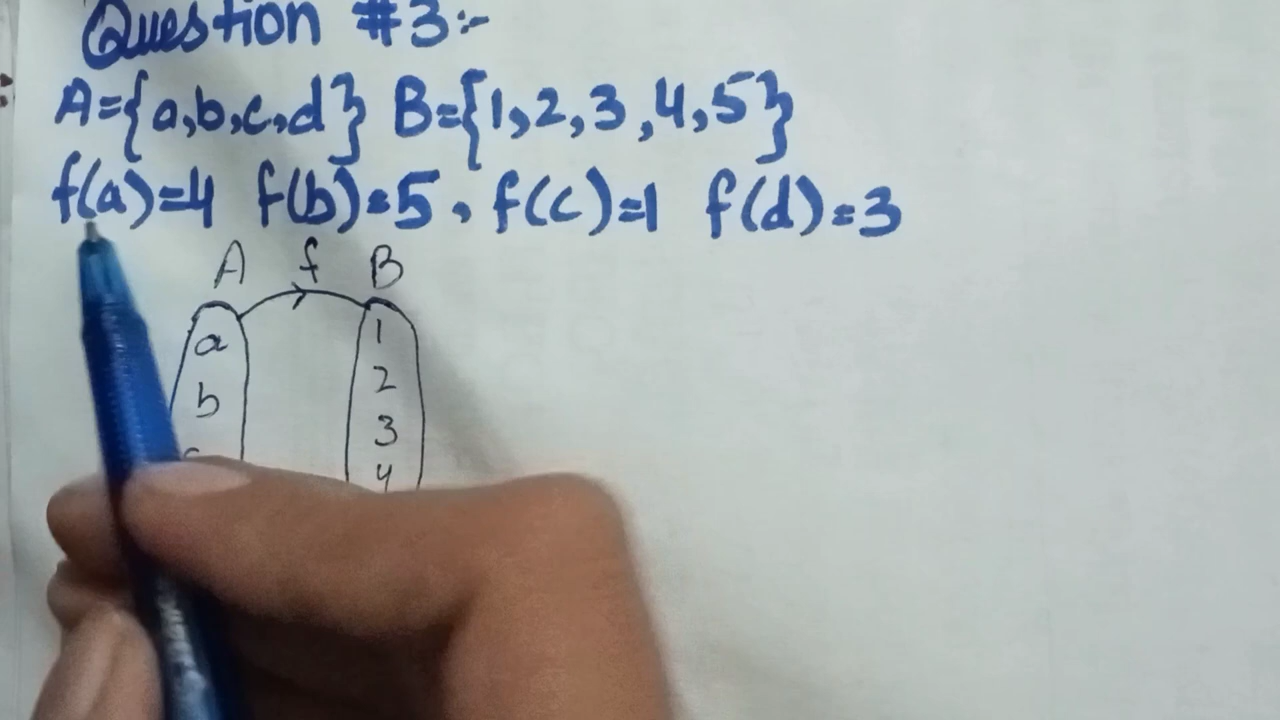 Question #3:-
A={a,b,c,d} B={1,2,3,4,5}
f(a)=4 f(b)=5, f(c)=1 f(d)=3
A f B
a 1
b 2
3
4